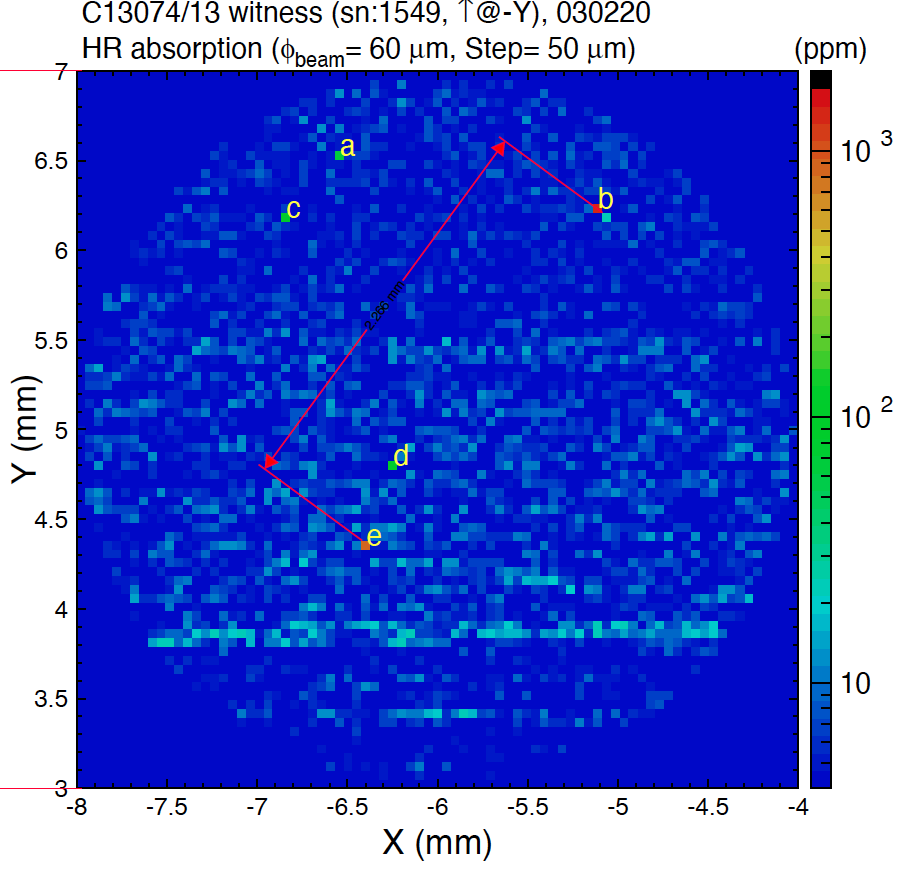 C13074/13 witness (sn:1549, ↑@-Y), 030220
HR absorption (ϕbeam= 60 μm, Step= 50 μm)
(ppm)
7
6.5
6
5.5
5
4.5
4
3.5
3
-8
-7.5
-7
-6.5
-6
-5.5
-5
-4.5
-4
X (mm)
Y (mm)
a
b
c
d
e
10 3
10 2
10